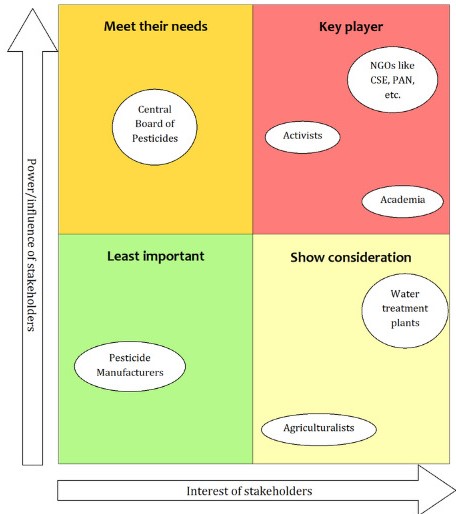 Meet their needs
Key player
NGOs like
CSE, PAN,
etc.
Central
Board of
Pesticides
Activists
Academia
Power/influence of stakeholders
Least important
Show consideration
Water
treatment
plants
Pesticide
Manufacturers
Agriculturalists
Interest of stakeholders